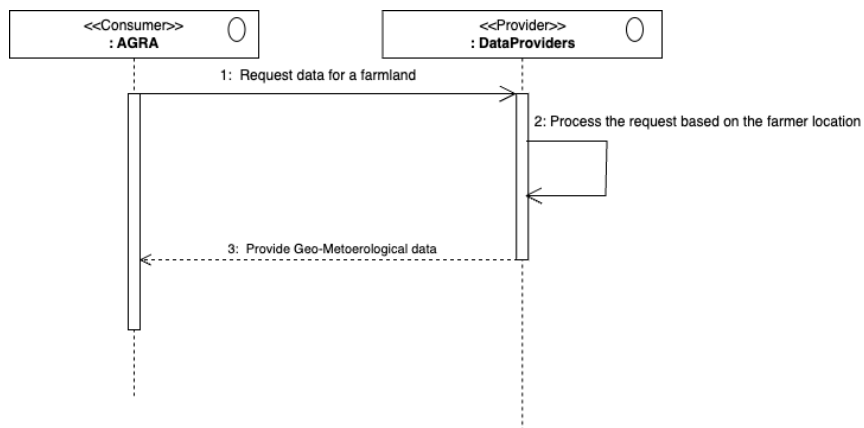 <<Consumer>>
: AGRA
<<Provider>>
: DataProviders
1: Request data for a farmland
2: Process the request based on the farmer location
3: Provide Geo-Metoerological data